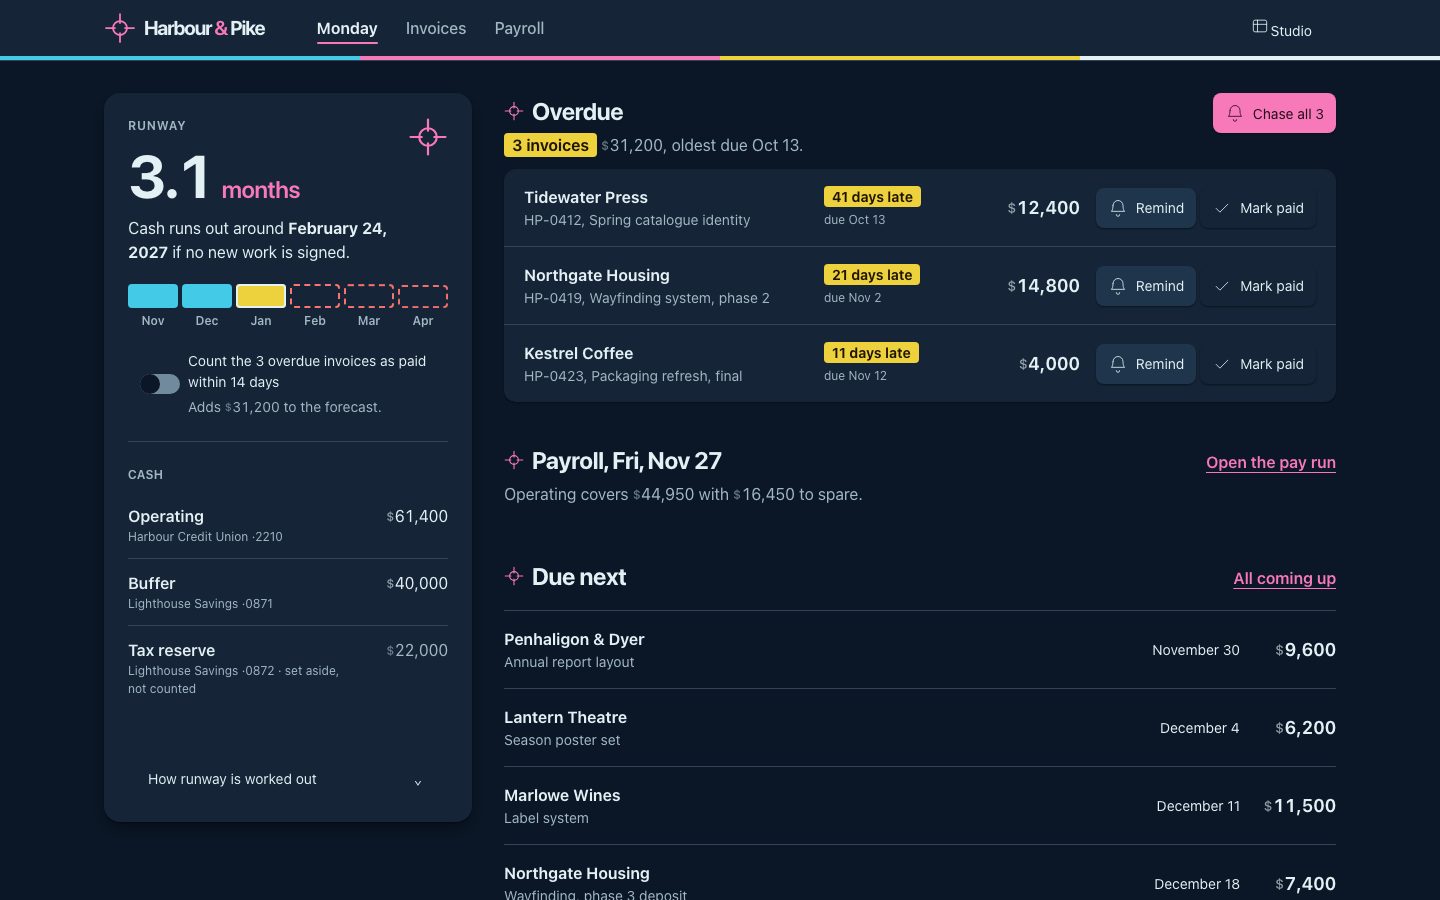 Harbour & Pike
Monday
Invoices
Payroll
Studio
RUNWAY
3.1 months
Cash runs out around February 24,
2027 if no new work is signed.
Nov Dec Jan Feb Mar Apr
Count the 3 overdue invoices as paid
within 14 days
Adds $31,200 to the forecast.
CASH
Operating $61,400
Harbour Credit Union ·2210
Buffer $40,000
Lighthouse Savings ·0871
Tax reserve $22,000
Lighthouse Savings ·0872 · set aside,
not counted
How runway is worked out
Overdue
Chase all 3
3 invoices $31,200, oldest due Oct 13.
Tidewater Press
HP-0412, Spring catalogue identity
41 days late
due Oct 13
$12,400
Remind
Mark paid
Northgate Housing
HP-0419, Wayfinding system, phase 2
21 days late
due Nov 2
$14,800
Remind
Mark paid
Kestrel Coffee
HP-0423, Packaging refresh, final
11 days late
due Nov 12
$4,000
Remind
Mark paid
Payroll, Fri, Nov 27
Open the pay run
Operating covers $44,950 with $16,450 to spare.
Due next
All coming up
Penhaligon & Dyer
Annual report layout
November 30
$9,600
Lantern Theatre
Season poster set
December 4
$6,200
Marlowe Wines
Label system
December 11
$11,500
Northgate Housing
Wayfinding, phase 3 deposit
December 18
$7,400